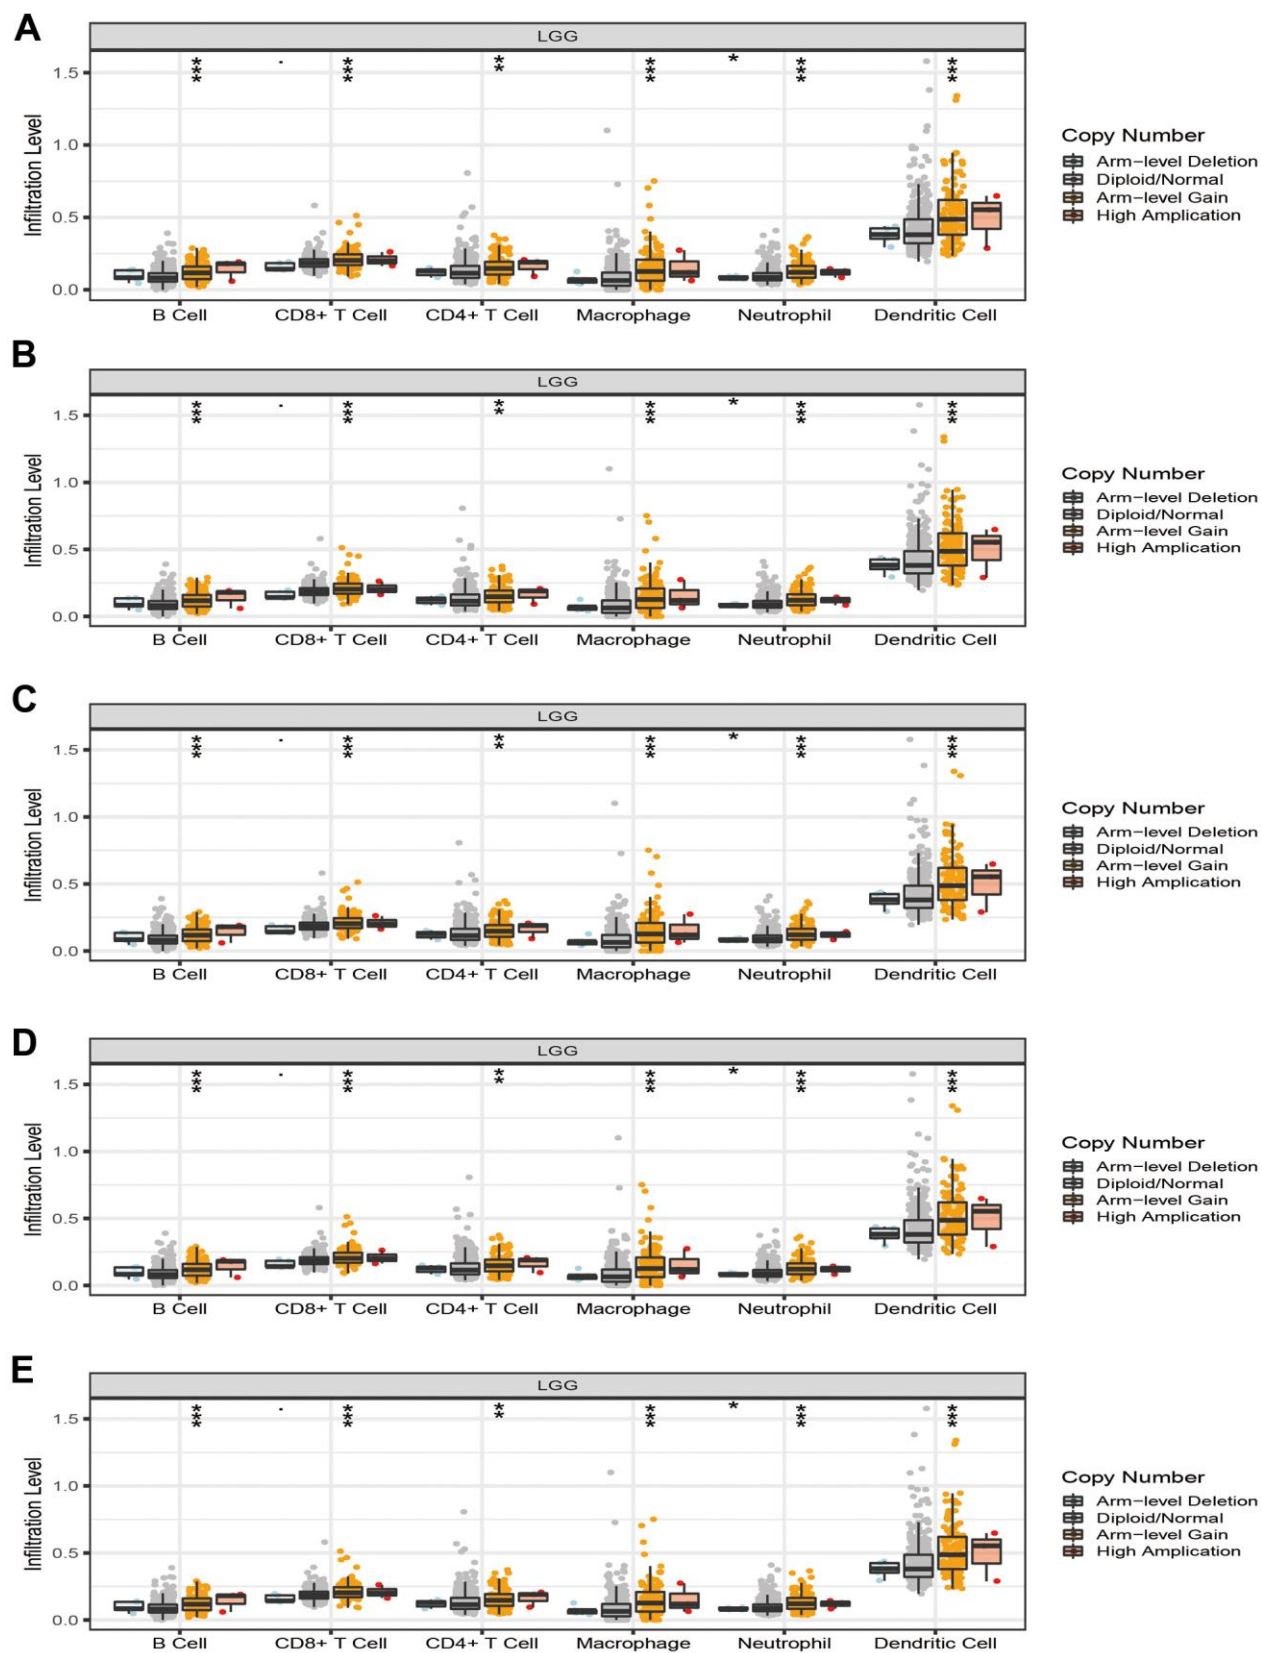 A
LGG
Infiltration Level
1.5
1.0
0.5
0.0
. *** *** ** *** * *** ***
B Cell CD8+ T Cell CD4+ T Cell Macrophage Neutrophil Dendritic Cell
Copy Number
Arm−level Deletion
Diploid/Normal
Arm−level Gain
High Amplication
B
LGG
Infiltration Level
1.5
1.0
0.5
0.0
*** . *** ** *** * *** ***
B Cell CD8+ T Cell CD4+ T Cell Macrophage Neutrophil Dendritic Cell
Copy Number
Arm−level Deletion
Diploid/Normal
Arm−level Gain
High Amplication
C
LGG
Infiltration Level
1.5
1.0
0.5
0.0
*** . *** ** *** * *** ***
B Cell CD8+ T Cell CD4+ T Cell Macrophage Neutrophil Dendritic Cell
Copy Number
Arm−level Deletion
Diploid/Normal
Arm−level Gain
High Amplication
D
LGG
Infiltration Level
1.5
1.0
0.5
0.0
*** . *** ** *** * *** ***
B Cell CD8+ T Cell CD4+ T Cell Macrophage Neutrophil Dendritic Cell
Copy Number
Arm−level Deletion
Diploid/Normal
Arm−level Gain
High Amplication
E
LGG
Infiltration Level
1.5
1.0
0.5
0.0
*** . *** ** *** * *** ***
B Cell CD8+ T Cell CD4+ T Cell Macrophage Neutrophil Dendritic Cell
Copy Number
Arm−level Deletion
Diploid/Normal
Arm−level Gain
High Amplication